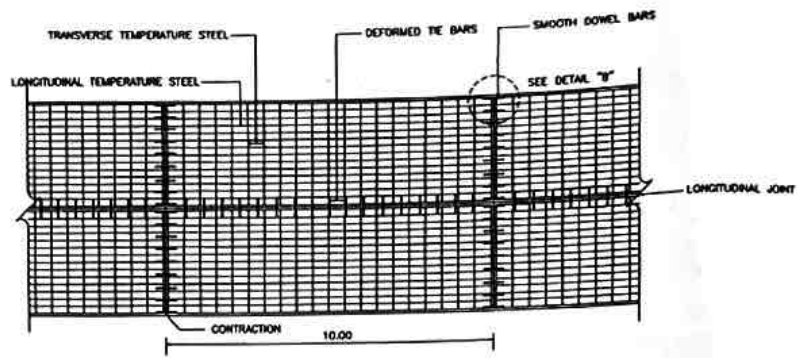 SMOOTH DOWEL BARS
TRANSVERSE TEMPERATURE STEEL
DEFORMED TIE BARS
LONGITUDINAL TEMPERATURE STEEL
SEE DETAIL "B"
LONGITUDINAL JOINT
CONTRACTION
10.00